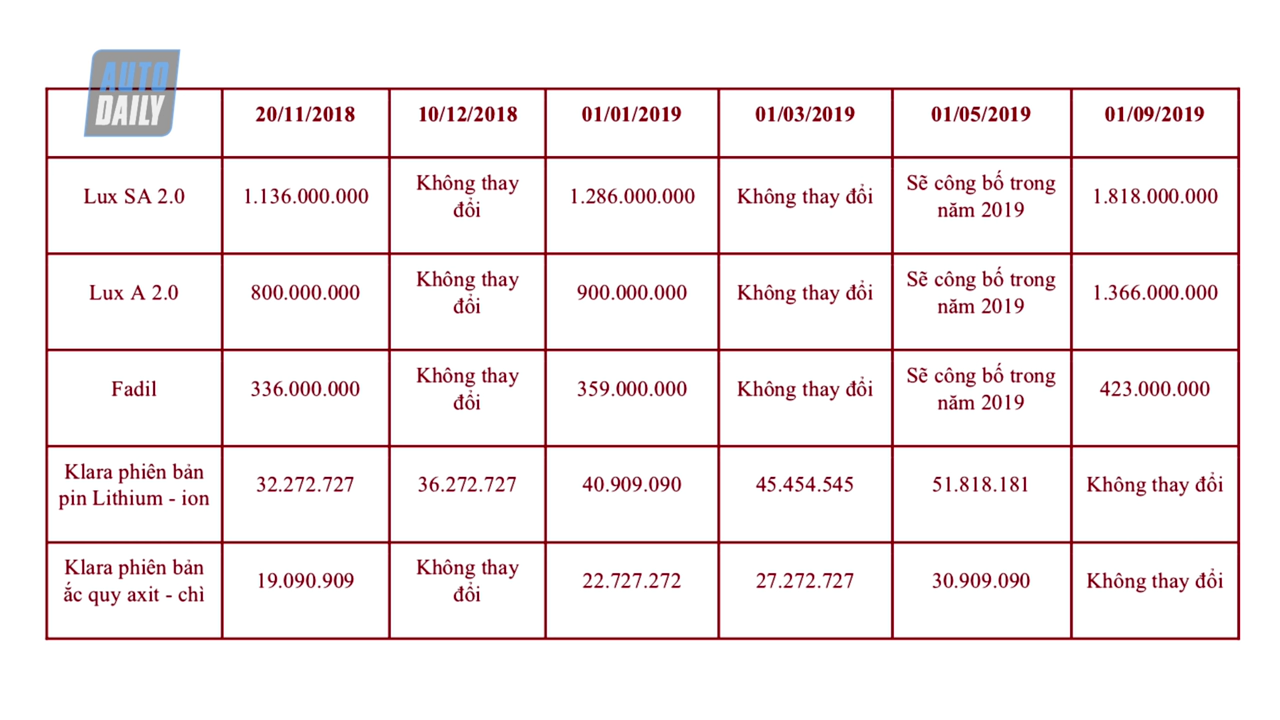 AUTO
DAILY
20/11/2018 10/12/2018 01/01/2019 01/03/2019 01/05/2019 01/09/2019
Lux SA 2.0 1.136.000.000 Không thay đổi 1.286.000.000 Không thay đổi Sẽ công bố trong năm 2019 1.818.000.000
Lux A 2.0 800.000.000 Không thay đổi 900.000.000 Không thay đổi Sẽ công bố trong năm 2019 1.366.000.000
Fadil 336.000.000 Không thay đổi 359.000.000 Không thay đổi Sẽ công bố trong năm 2019 423.000.000
Klara phiên bản pin Lithium - ion 32.272.727 36.272.727 40.909.090 45.454.545 51.818.181 Không thay đổi
Klara phiên bản ắc quy axit - chì 19.090.909 Không thay đổi 22.727.272 27.272.727 30.909.090 Không thay đổi